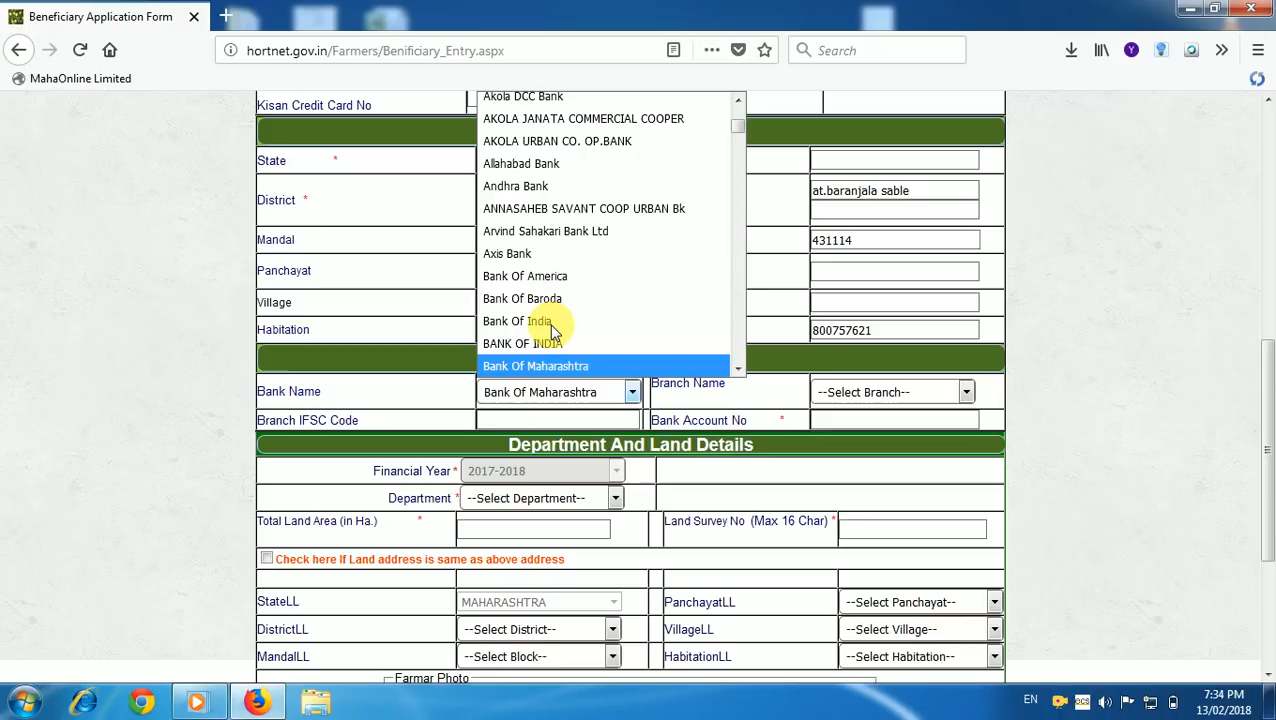 Beneficiary Application Form
hortnet.gov.in/Farmers/Benificiary_Entry.aspx
Search
MahaOnline Limited
Kisan Credit Card No
State *
District *
at.baranjala sable
Mandal
431114
Panchayat
Village
Habitation
800757621
Akola DCC Bank
AKOLA JANATA COMMERCIAL COOPER
AKOLA URBAN CO. OP.BANK
Allahabad Bank
Andhra Bank
ANNASAHEB SAVANT COOP URBAN Bk
Arvind Sahakari Bank Ltd
Axis Bank
Bank Of America
Bank Of Baroda
Bank Of India
BANK OF INDIA
Bank Of Maharashtra
Bank Name
Bank Of Maharashtra
Branch Name
--Select Branch--
Branch IFSC Code
Bank Account No *
Department And Land Details
Financial Year *
2017-2018
Department *
--Select Department--
Total Land Area (in Ha.) *
Land Survey No (Max 16 Char) *
Check here If Land address is same as above address
StateLL
MAHARASHTRA
PanchayatLL
--Select Panchayat--
DistrictLL
--Select District--
VillageLL
--Select Village--
MandalLL
--Select Block--
HabitationLL
--Select Habitation--
Farmar Photo
EN
7:34 PM
13/02/2018